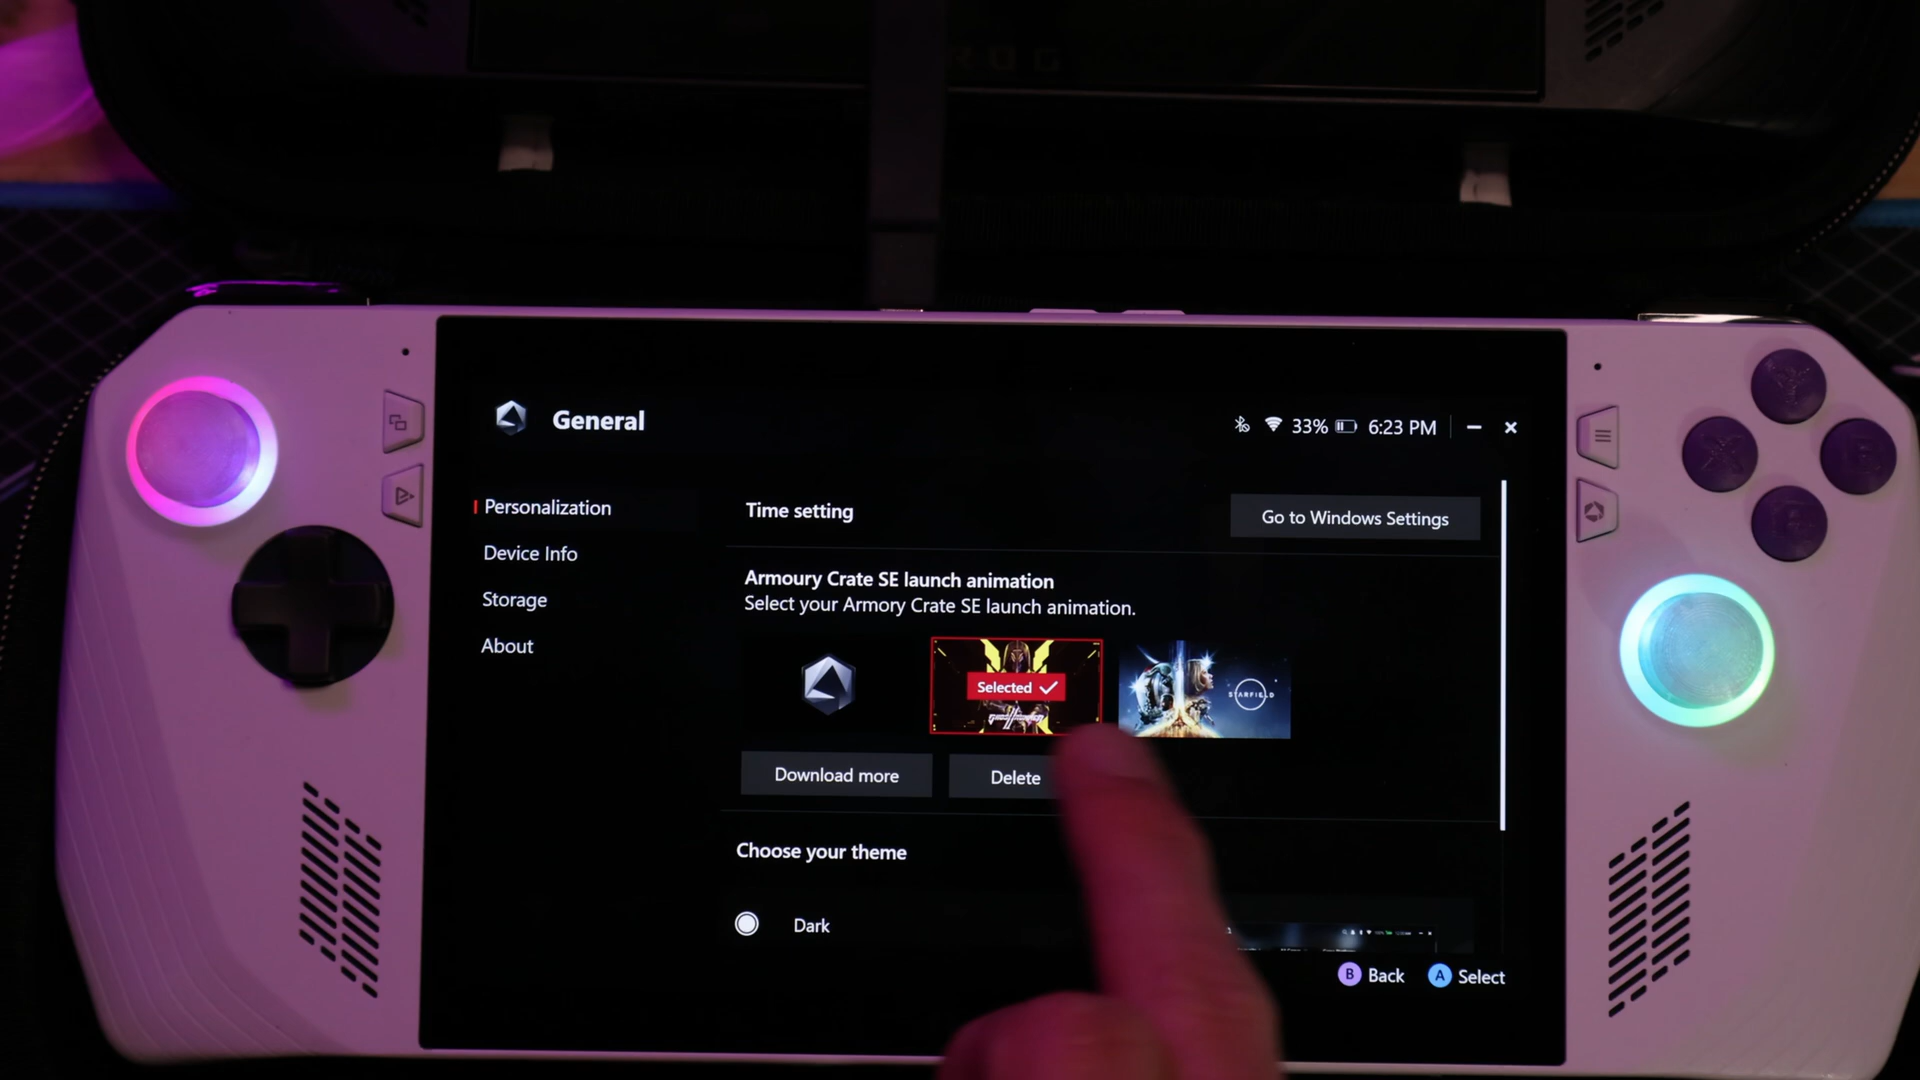 General
33% 6:23 PM
Personalization
Device Info
Storage
About
Time setting
Go to Windows Settings
Armoury Crate SE launch animation
Select your Armory Crate SE launch animation.
Selected
STARFIELD
Download more
Delete
Choose your theme
Dark
B Back
A Select